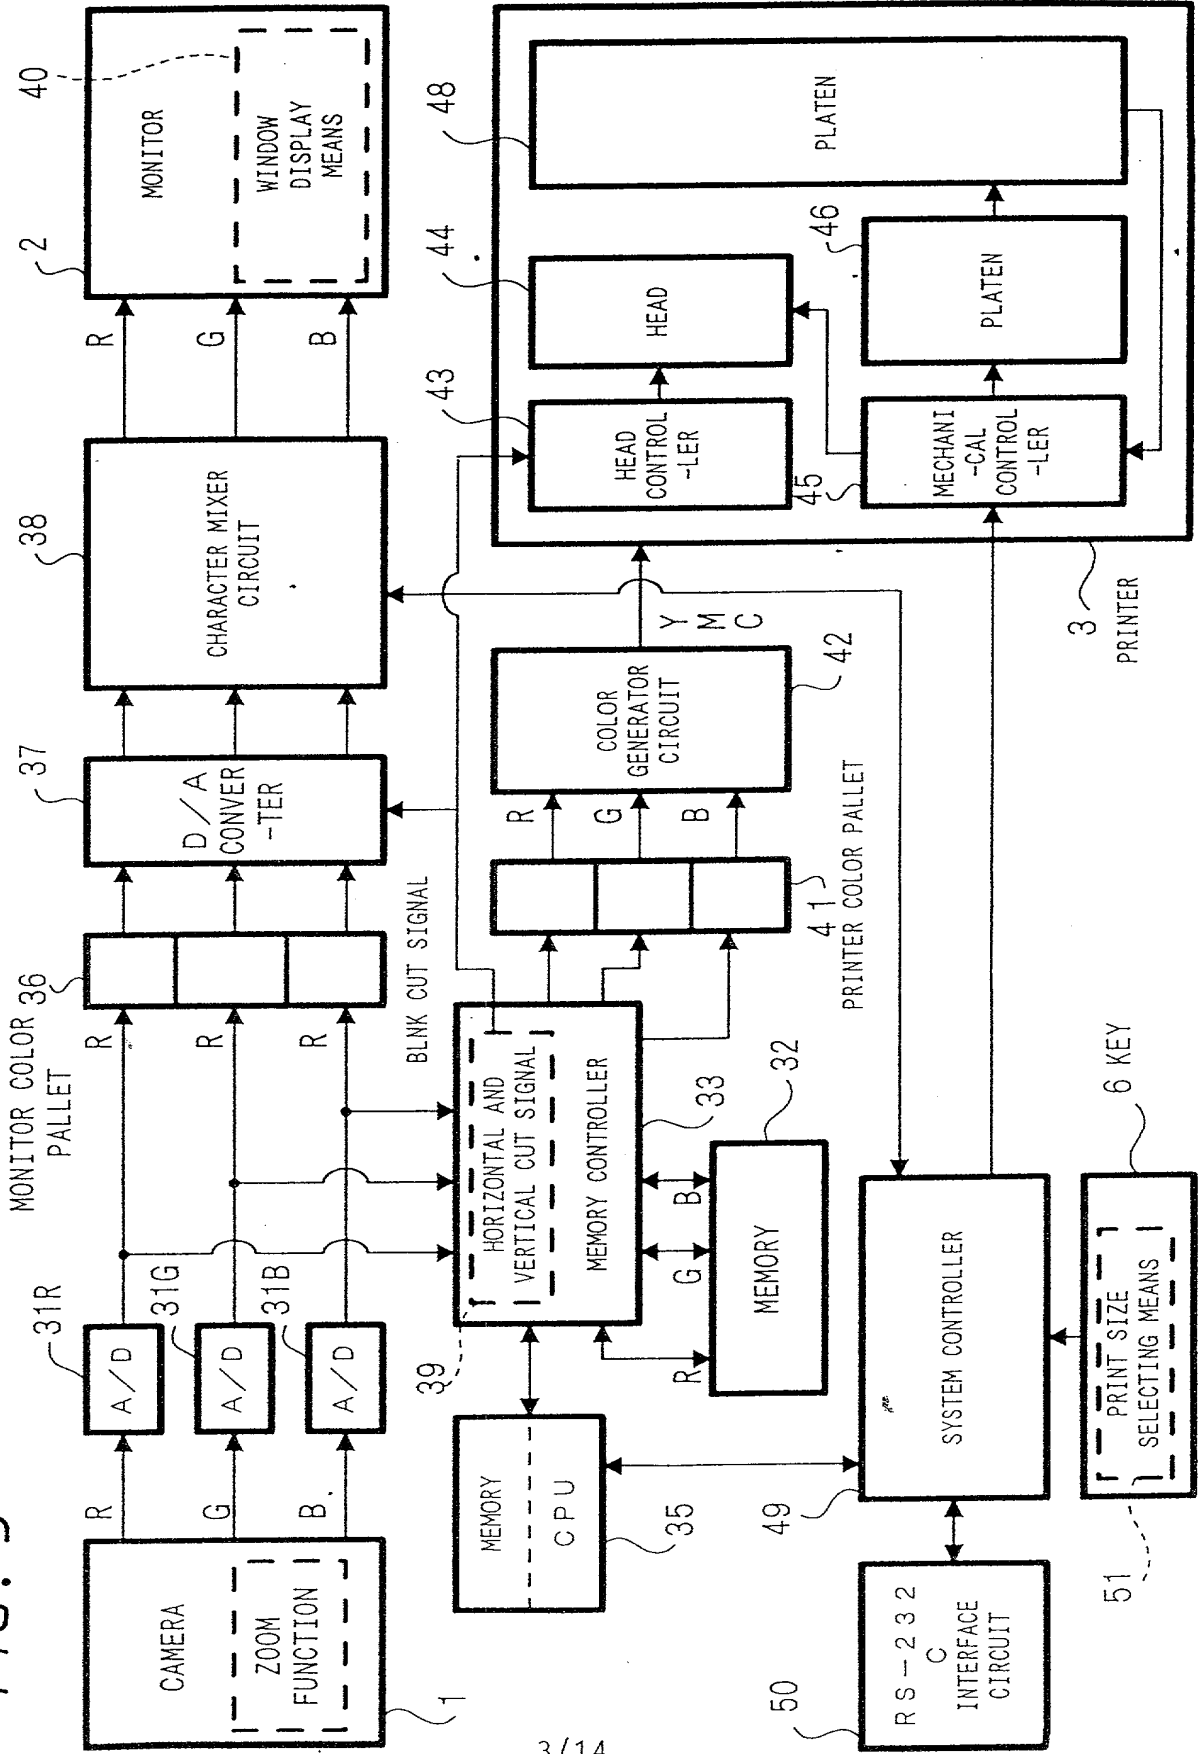 FIG. 3
CAMERA
ZOOM
FUNCTION
1
R
G
B
A/D
A/D
A/D
31R
31G
31B
MONITOR COLOR
PALLET
36
R
R
R
D/A
CONVER
-TER
37
CHARACTER MIXER
CIRCUIT
38
R
G
B
MONITOR
WINDOW
DISPLAY
MEANS
2
40
BLNK CUT SIGNAL
MEMORY
CPU
35
39
HORIZONTAL AND
VERTICAL CUT SIGNAL
MEMORY CONTROLLER
33
R
G
B
MEMORY
32
41
PRINTER COLOR PALLET
R
G
B
COLOR
GENERATOR
CIRCUIT
42
Y
M
C
HEAD
CONTROL
-LER
43
HEAD
44
MECHANI
-CAL
CONTROL
-LER
45
PLATEN
46
PLATEN
48
3
PRINTER
SYSTEM CONTROLLER
49
RS-232
C
INTERFACE
CIRCUIT
50
PRINT SIZE
SELECTING MEANS
51
6 KEY
3/14